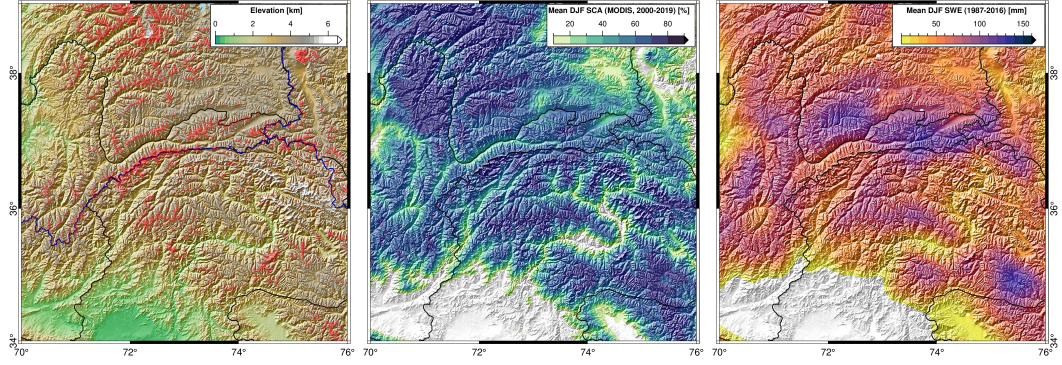 Elevation [km]
0 2 4 6
Mean DJF SCA (MODIS, 2000-2019) [%]
20 40 60 80
Mean DJF SWE (1987-2016) [mm]
50 100 150
38°
38°
36°
36°
34°
34°
70° 72° 74° 76°
70° 72° 74° 76°
70° 72° 74° 76°